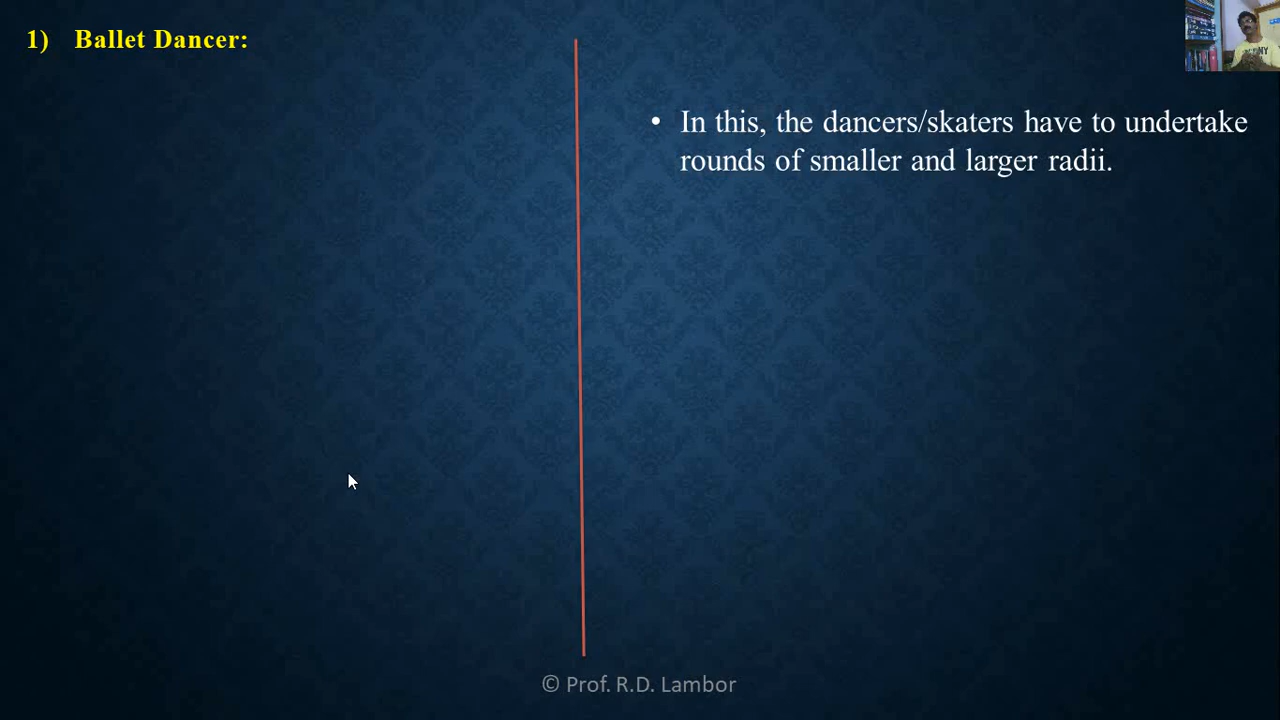 1) Ballet Dancer:
• In this, the dancers/skaters have to undertake
rounds of smaller and larger radii.
© Prof. R.D. Lambor